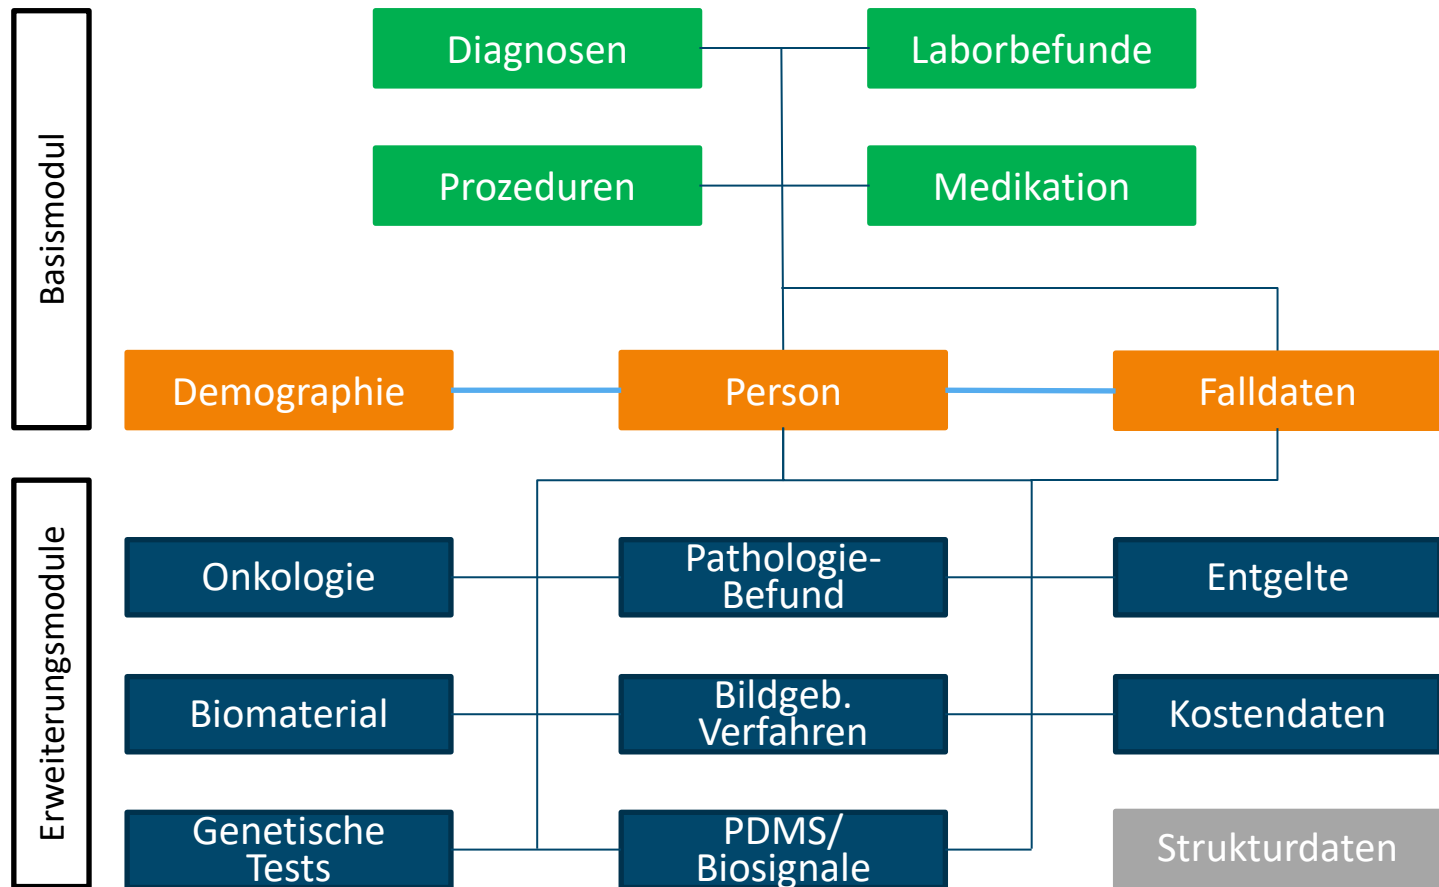 Basismodul
Diagnosen
Laborbefunde
Prozeduren
Medikation
Demographie
Person
Falldaten
Erweiterungsmodule
Onkologie
Pathologie-
Befund
Entgelte
Biomaterial
Bildgeb.
Verfahren
Kostendaten
Genetische
Tests
PDMS/
Biosignale
Strukturdaten